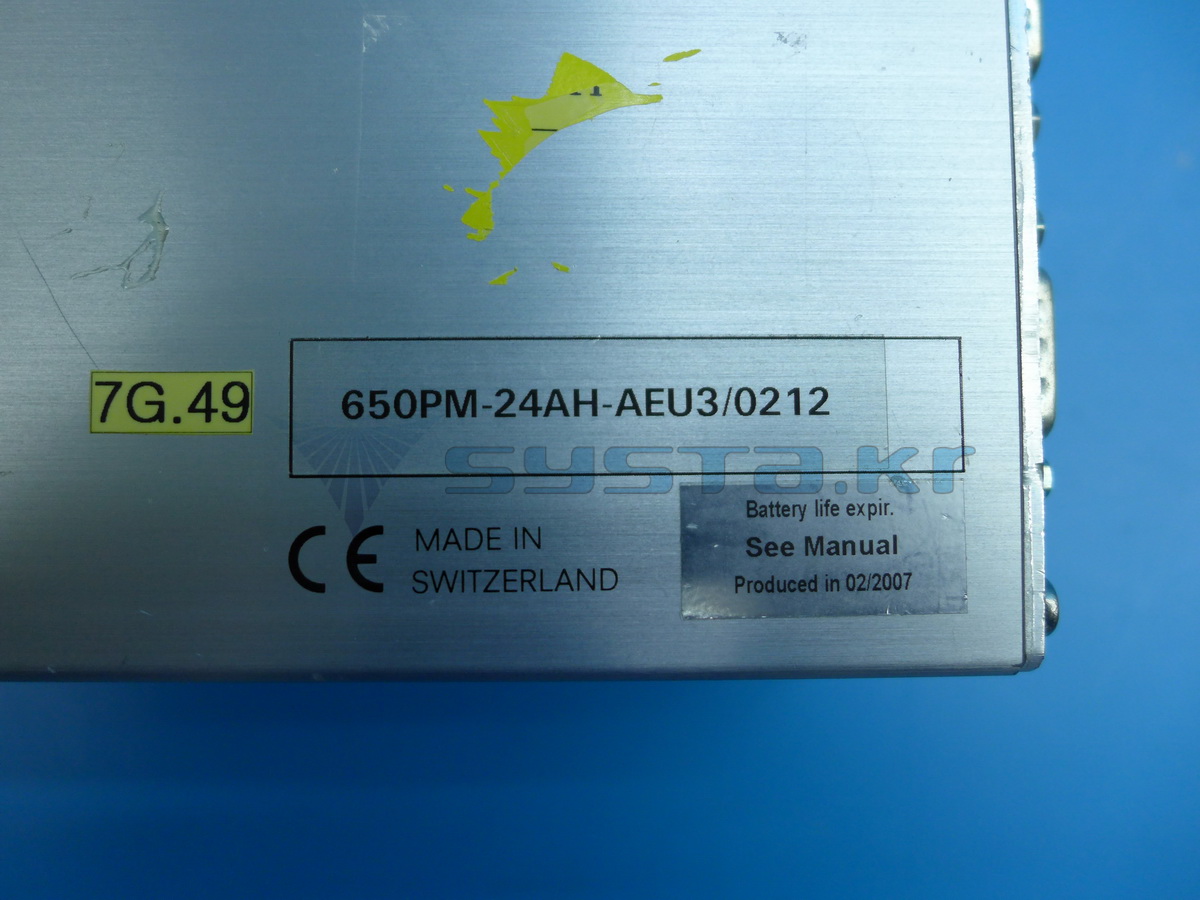 7G.49
650PM-24AH-AEU3/0212
systa.kr
CE
MADE IN
SWITZERLAND
Battery life expir.
See Manual
Produced in 02/2007